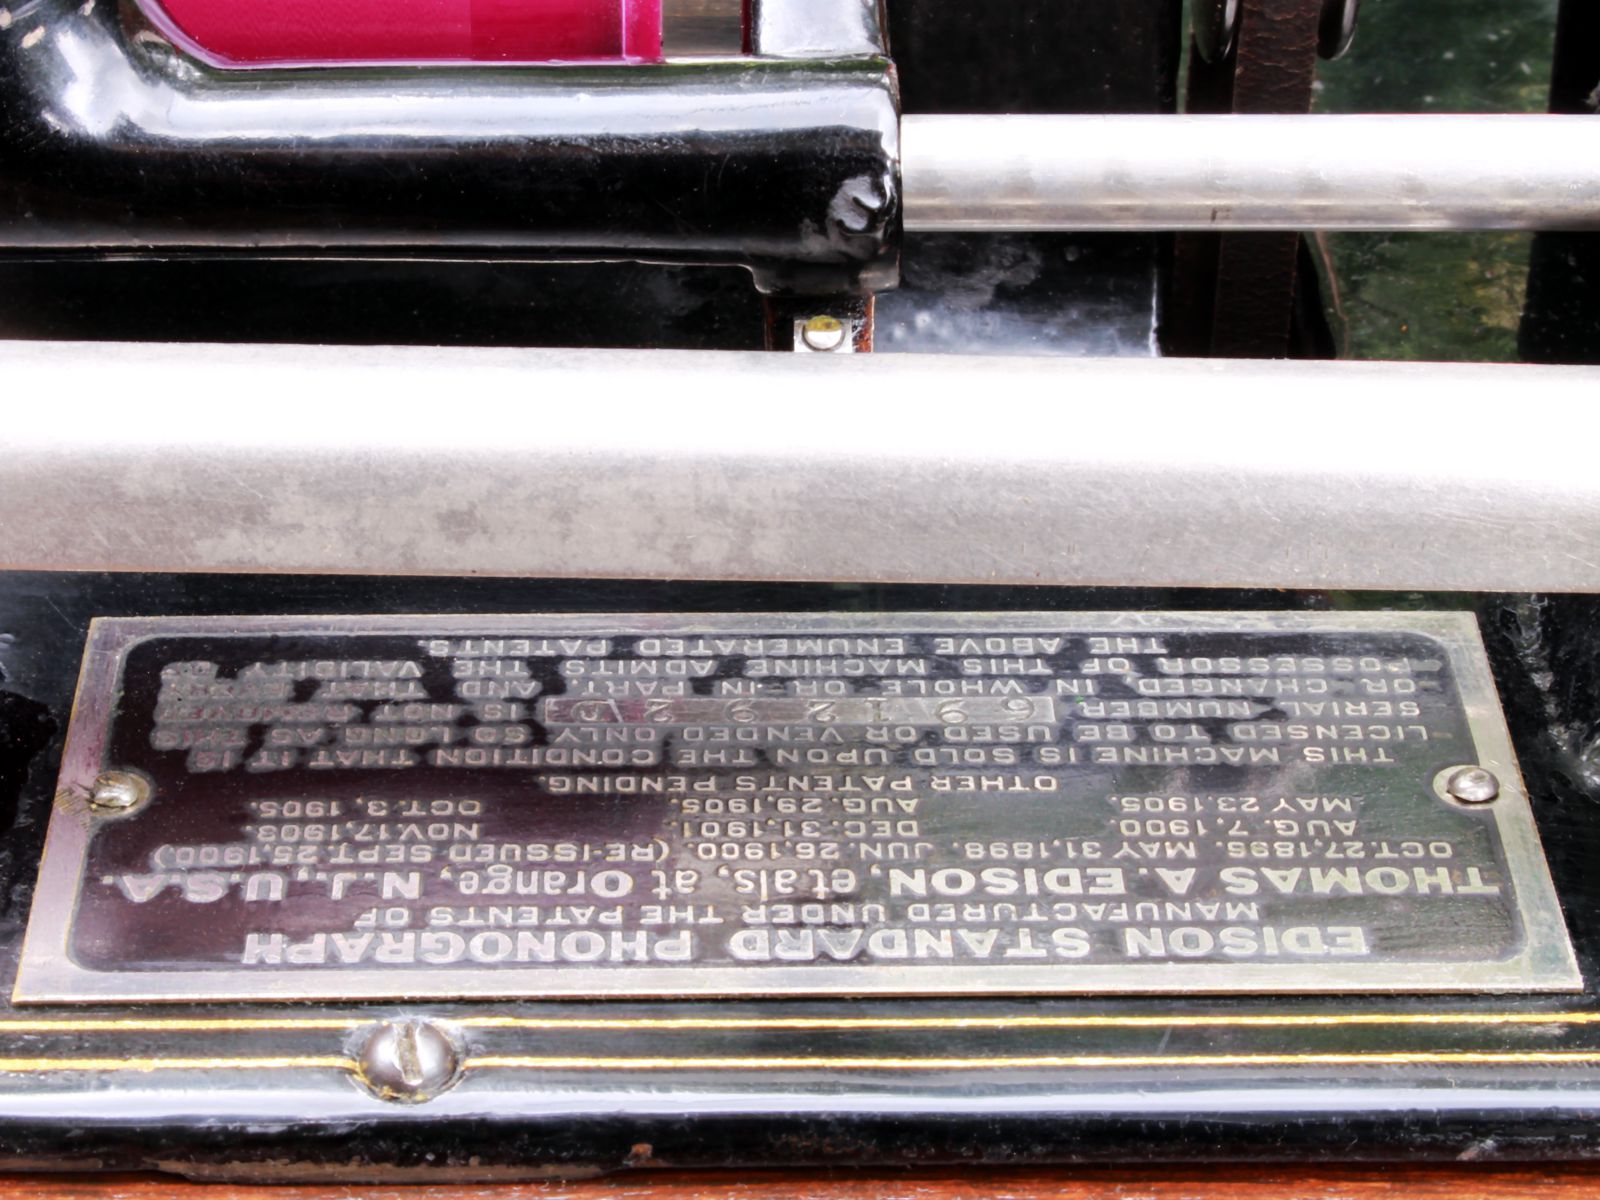 EDISON STANDARD PHONOGRAPH
MANUFACTURED UNDER THE PATENTS OF
THOMAS A. EDISON, et als, at Orange, N.J., U.S.A.
OCT. 27, 1895. MAY 31, 1898. JUN. 26, 1900. (RE-ISSUED SEPT. 25, 1900)
AUG. 7, 1900. DEC. 31, 1901. NOV. 17, 1903.
MAY 23, 1905. AUG. 29, 1905. OCT. 3, 1905.
OTHER PATENTS PENDING.
THIS MACHINE IS SOLD UPON THE CONDITION THAT IT IS
LICENSED TO BE USED OR VENDED ONLY SO LONG AS THIS
SERIAL NUMBER IS NOT REMOVED
OR CHANGED, IN WHOLE OR IN PART, AND THAT EVERY
POSSESSOR OF THIS MACHINE ADMITS THE VALIDITY OF
THE ABOVE ENUMERATED PATENTS.